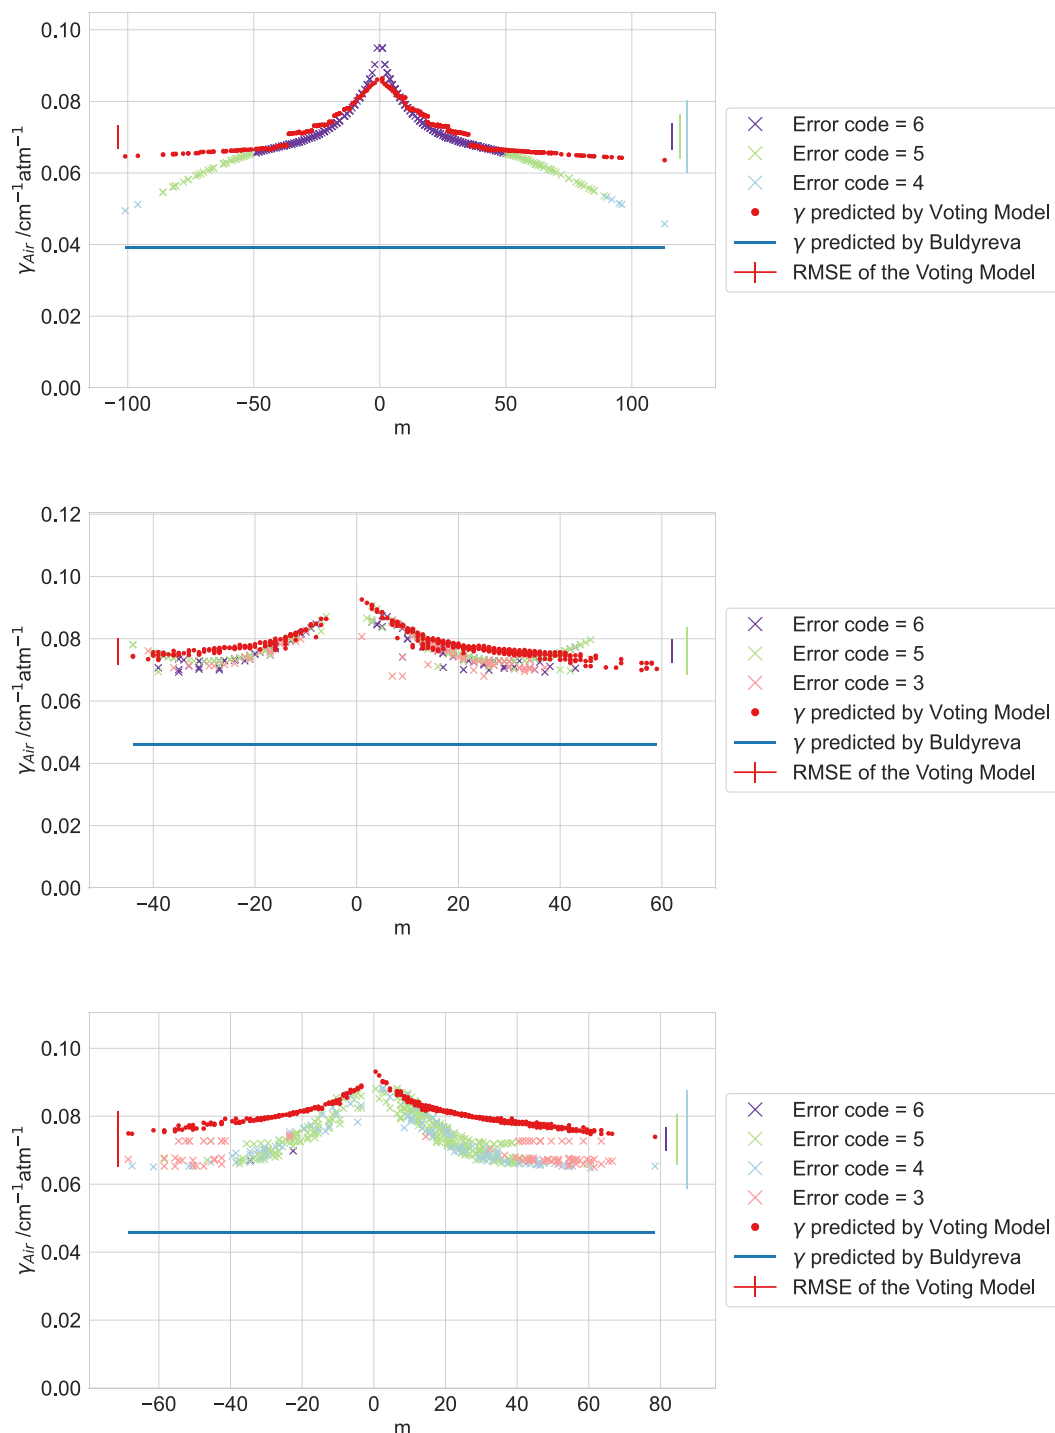 0.10
0.08
0.06
0.04
0.02
0.00
γAir /cm−1atm−1
−100 −50 0 50 100
m
Error code = 6
Error code = 5
Error code = 4
γ predicted by Voting Model
γ predicted by Buldyreva
RMSE of the Voting Model
0.12
0.10
0.08
0.06
0.04
0.02
0.00
γAir /cm−1atm−1
−40 −20 0 20 40 60
m
Error code = 6
Error code = 5
Error code = 3
γ predicted by Voting Model
γ predicted by Buldyreva
RMSE of the Voting Model
0.10
0.08
0.06
0.04
0.02
0.00
γAir /cm−1atm−1
−60 −40 −20 0 20 40 60 80
m
Error code = 6
Error code = 5
Error code = 4
Error code = 3
γ predicted by Voting Model
γ predicted by Buldyreva
RMSE of the Voting Model